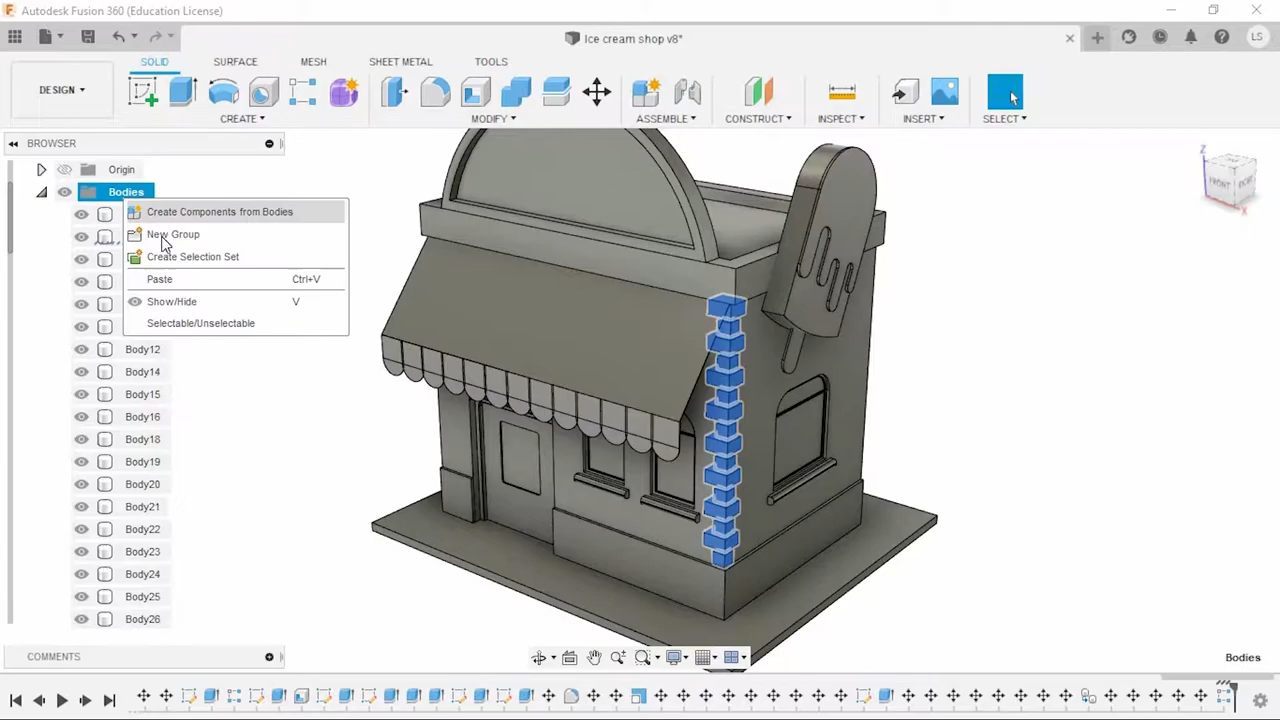 Autodesk Fusion 360 (Education License)
Ice cream shop v8*
LS
DESIGN
SOLID SURFACE MESH SHEET METAL TOOLS
CREATE MODIFY ASSEMBLE CONSTRUCT INSPECT INSERT SELECT
BROWSER
Origin
Bodies
Create Components from Bodies
New Group
Create Selection Set
Paste Ctrl+V
Show/Hide V
Selectable/Unselectable
Body12
Body14
Body15
Body16
Body18
Body19
Body20
Body21
Body22
Body23
Body24
Body25
Body26
Z
FRONT
X
COMMENTS
Bodies